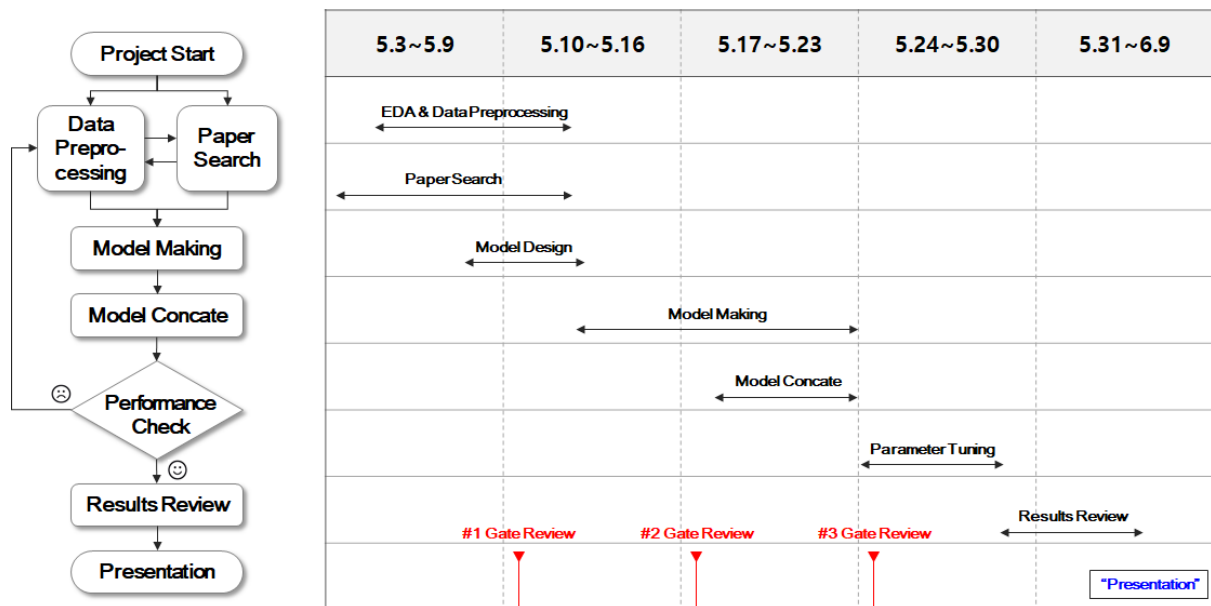 Project Start
Data
Prepro-
cessing
Paper
Search
Model Making
Model Concate
Performance
Check
Results Review
Presentation
5.3~5.9
5.10~5.16
5.17~5.23
5.24~5.30
5.31~6.9
EDA & Data Preprocessing
Paper Search
Model Design
Model Making
Model Concate
Parameter Tuning
Results Review
#1 Gate Review
#2 Gate Review
#3 Gate Review
"Presentation"